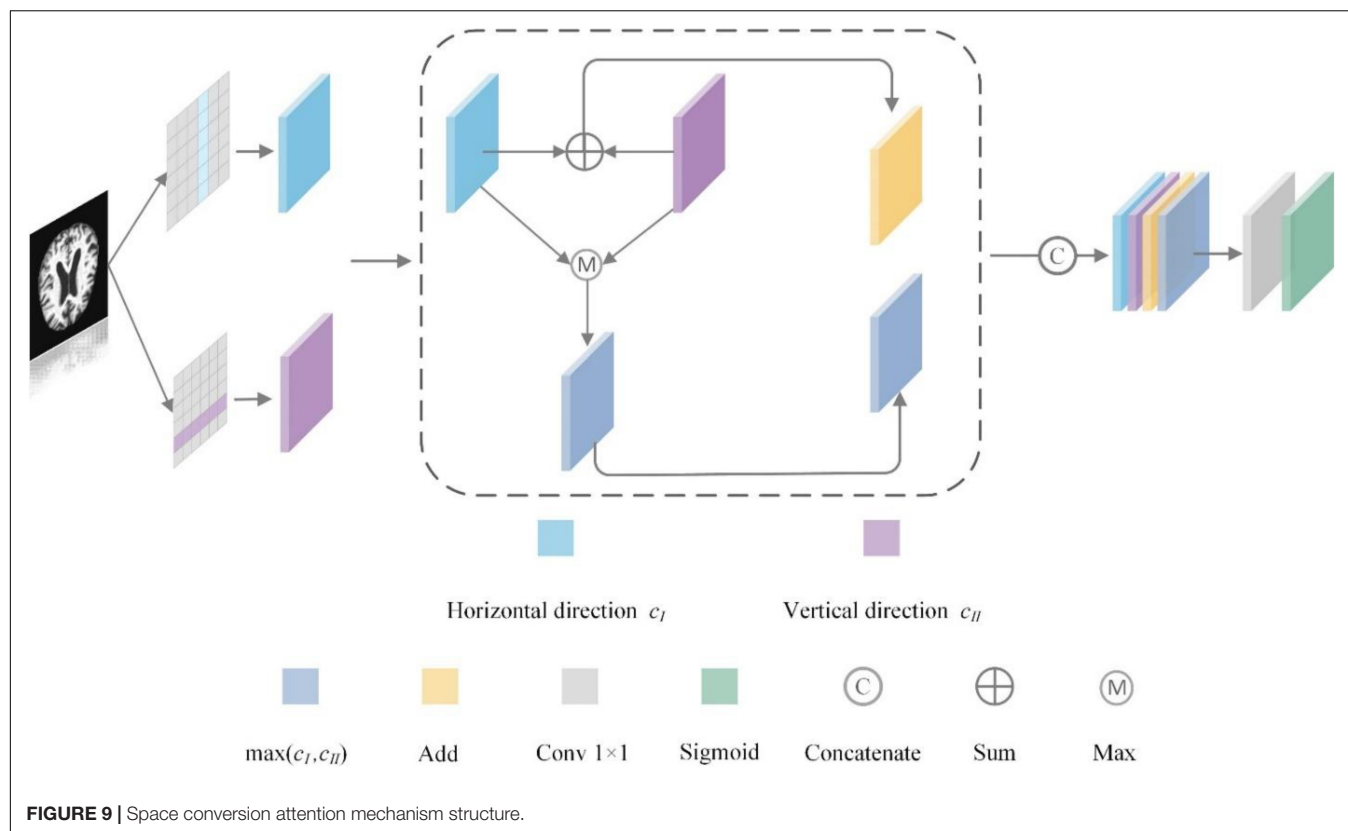 M
C
Horizontal direction c_I
Vertical direction c_II
C
M
max(c_I,c_II)
Add
Conv 1×1
Sigmoid
Concatenate
Sum
Max
FIGURE 9 | Space conversion attention mechanism structure.